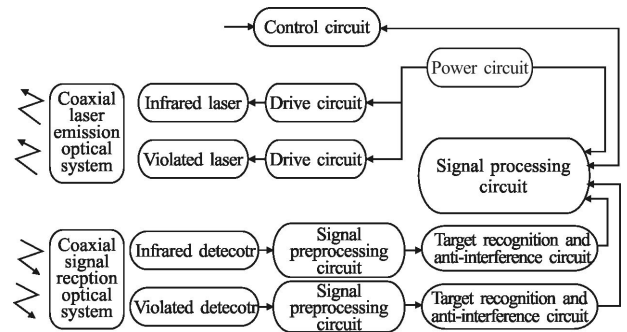 Control circuit
Power circuit
Coaxial
laser
emission
optical
system
Infrared laser
Drive circuit
Violated laser
Drive circuit
Signal processing
circuit
Coaxial
signal
recption
optical
system
Infrared detecotr
Signal
preprocessing
circuit
Target recognition and
anti-interference circuit
Violated detecotr
Signal
preprocessing
circuit
Target recognition and
anti-interference circuit